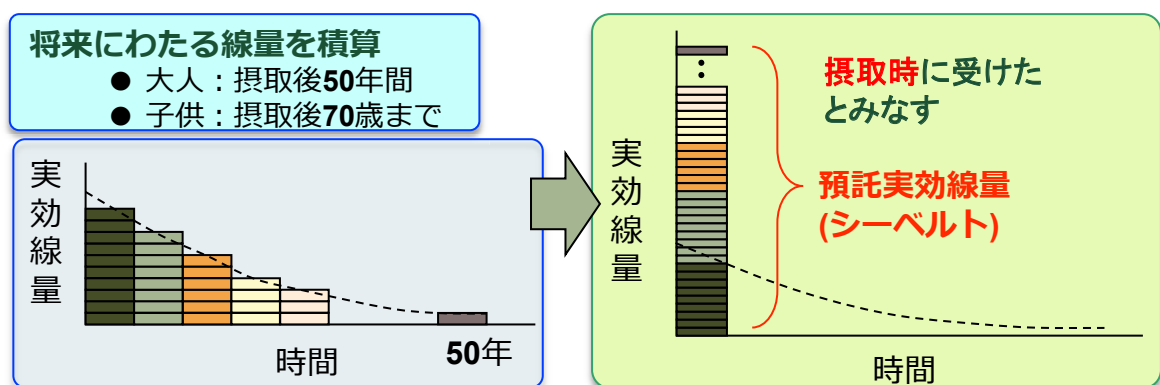 将来にわたる線量を積算
● 大人：摂取後50年間
● 子供：摂取後70歳まで
実効線量
時間
50年
実効線量
摂取時に受けた
とみなす
預託実効線量
(シーベルト)
時間